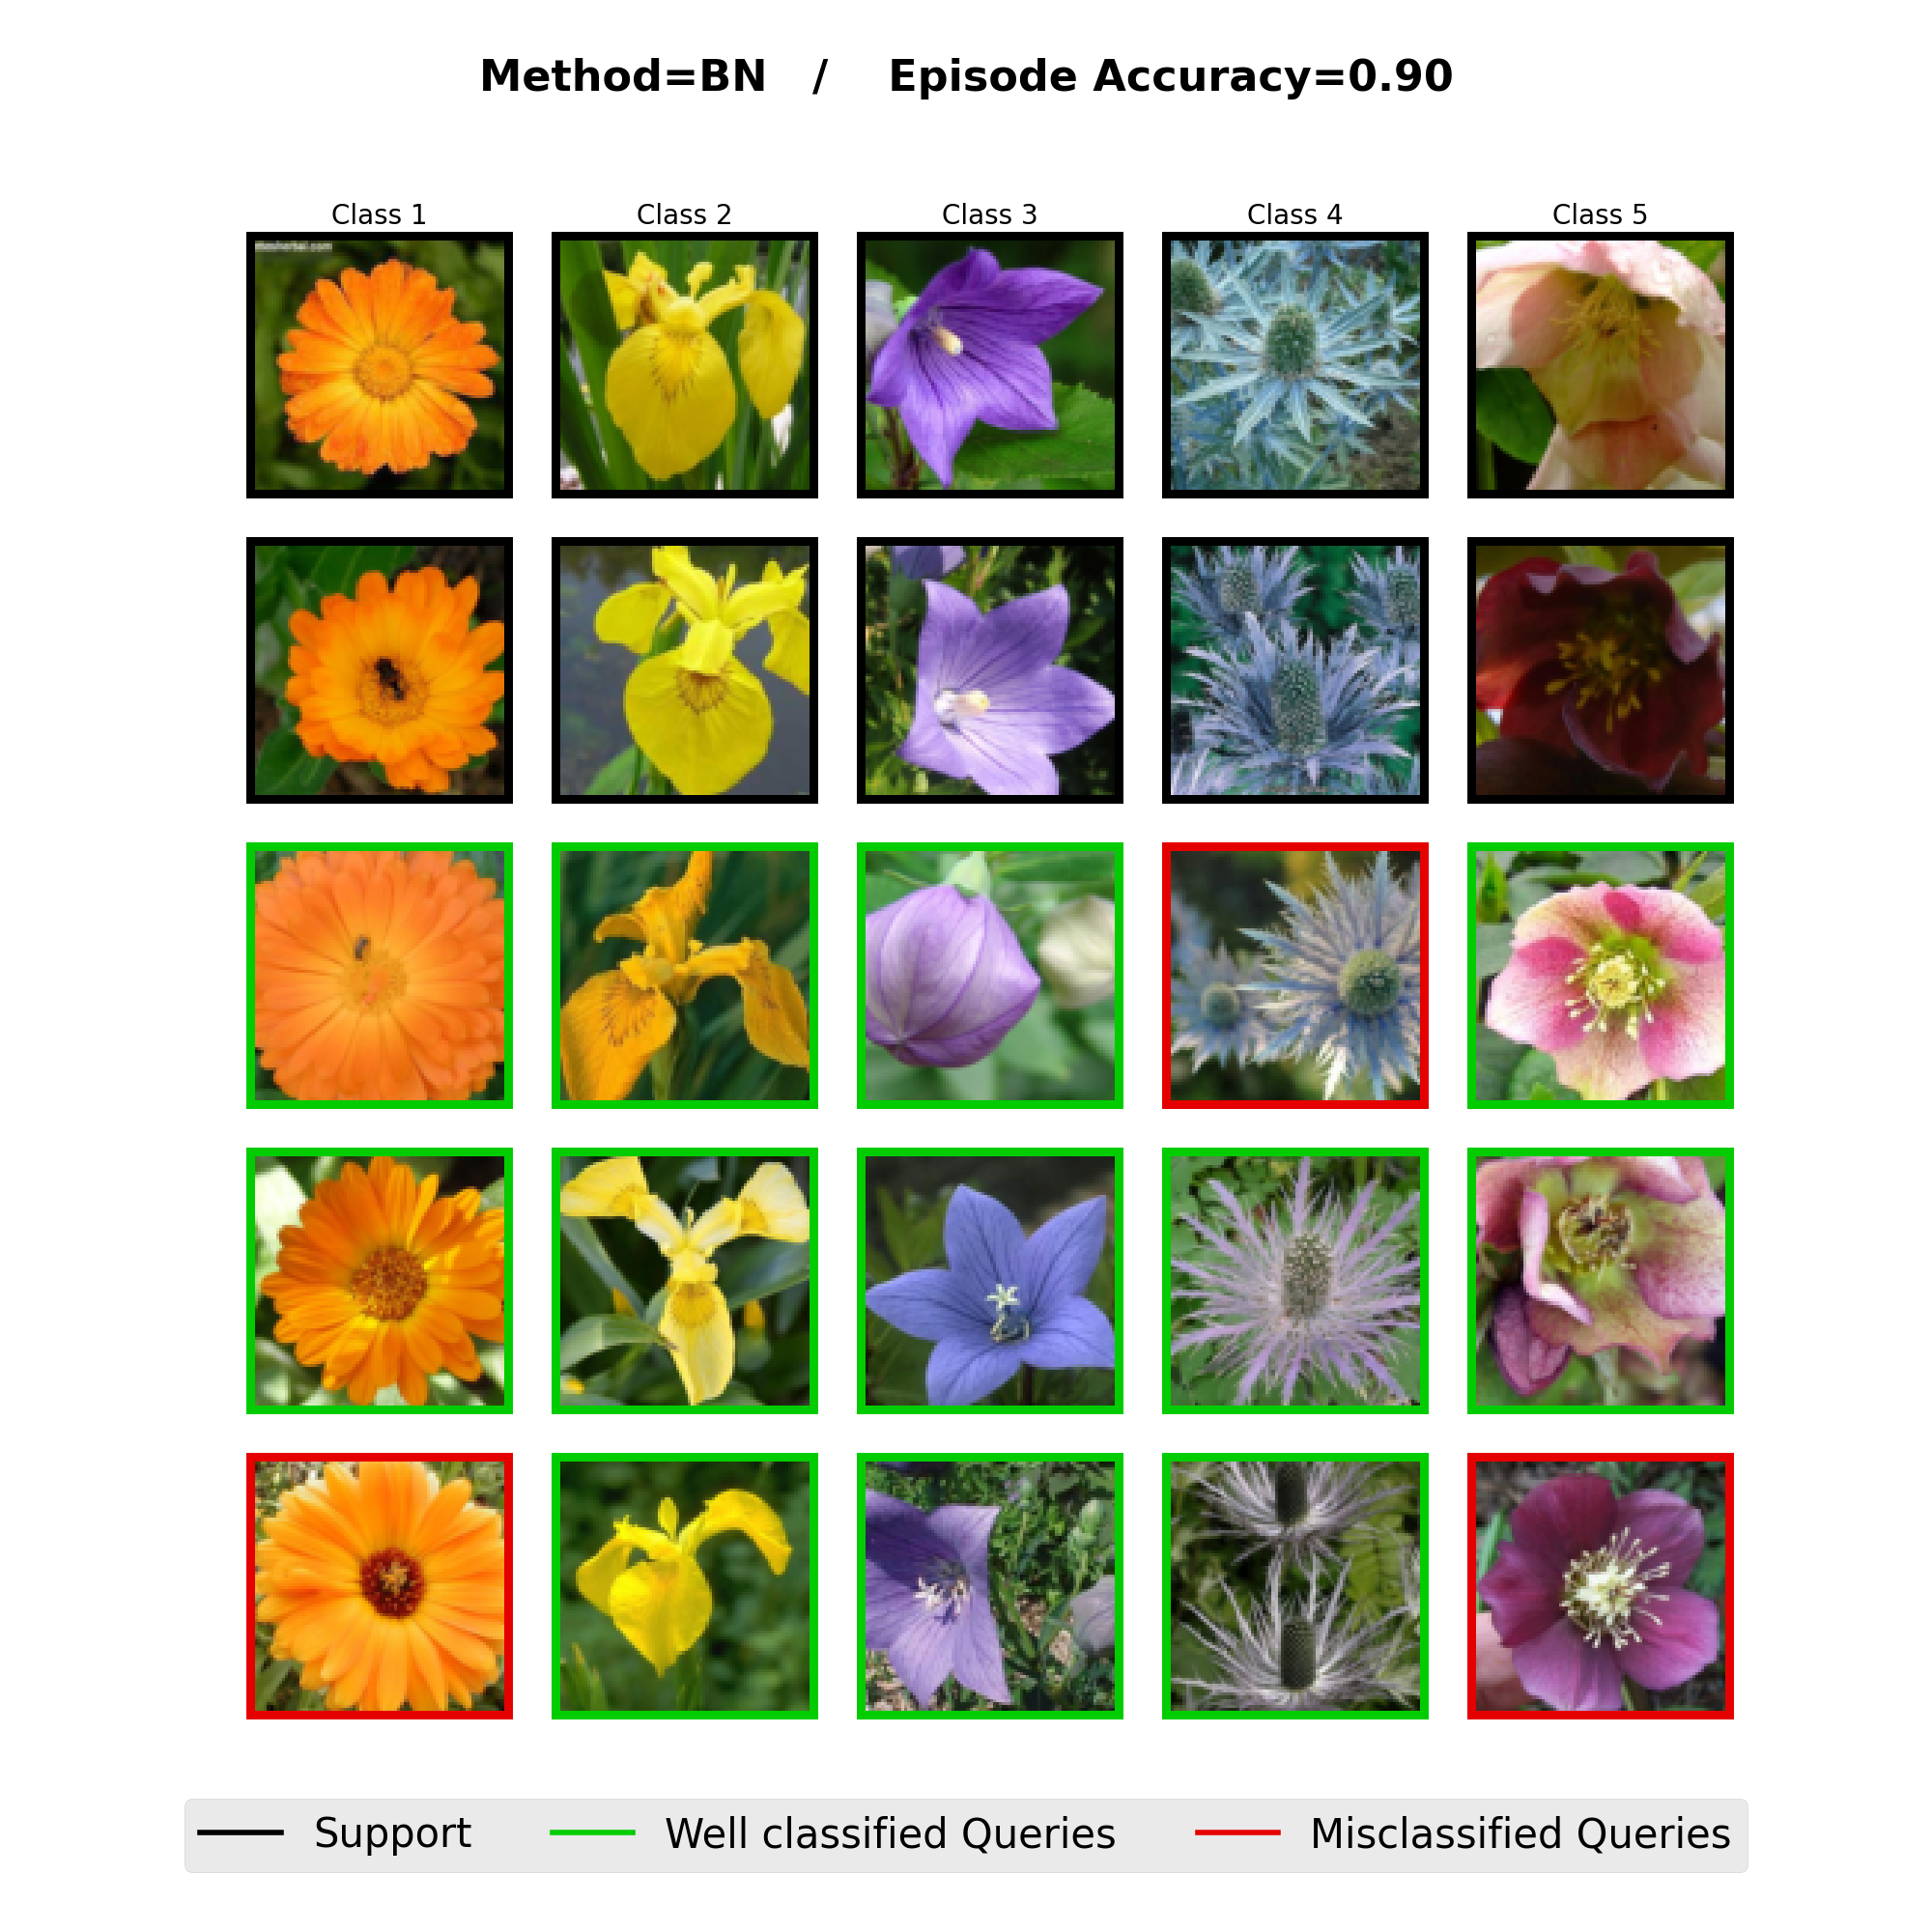 Method=BN / Episode Accuracy=0.90
Class 1 Class 2 Class 3 Class 4 Class 5
Support Well classified Queries Misclassified Queries